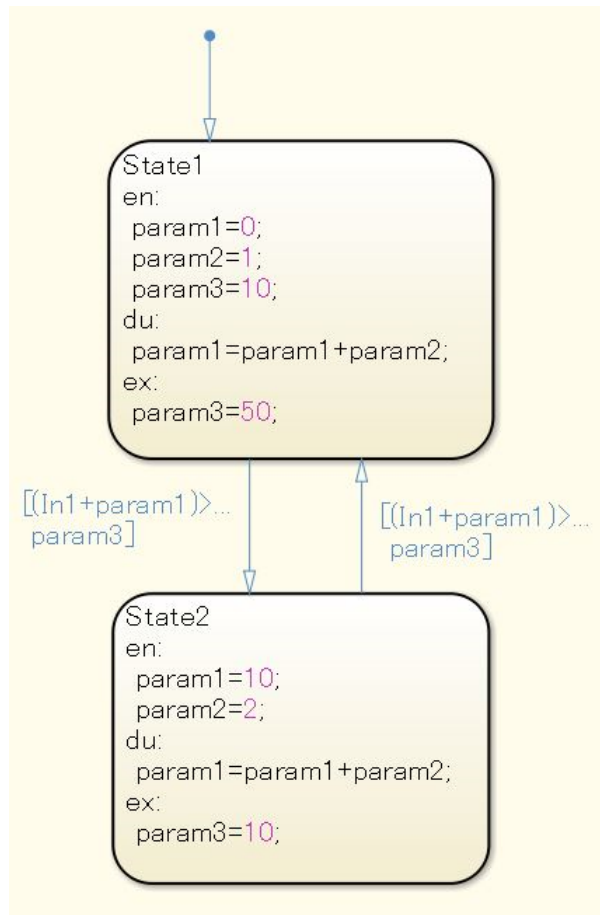 State1
en:
param1=0;
param2=1;
param3=10;
du:
param1=param1+param2;
ex:
param3=50;
[(In1+param1)>...
param3]
[(In1+param1)>...
param3]
State2
en:
param1=10;
param2=2;
du:
param1=param1+param2;
ex:
param3=10;